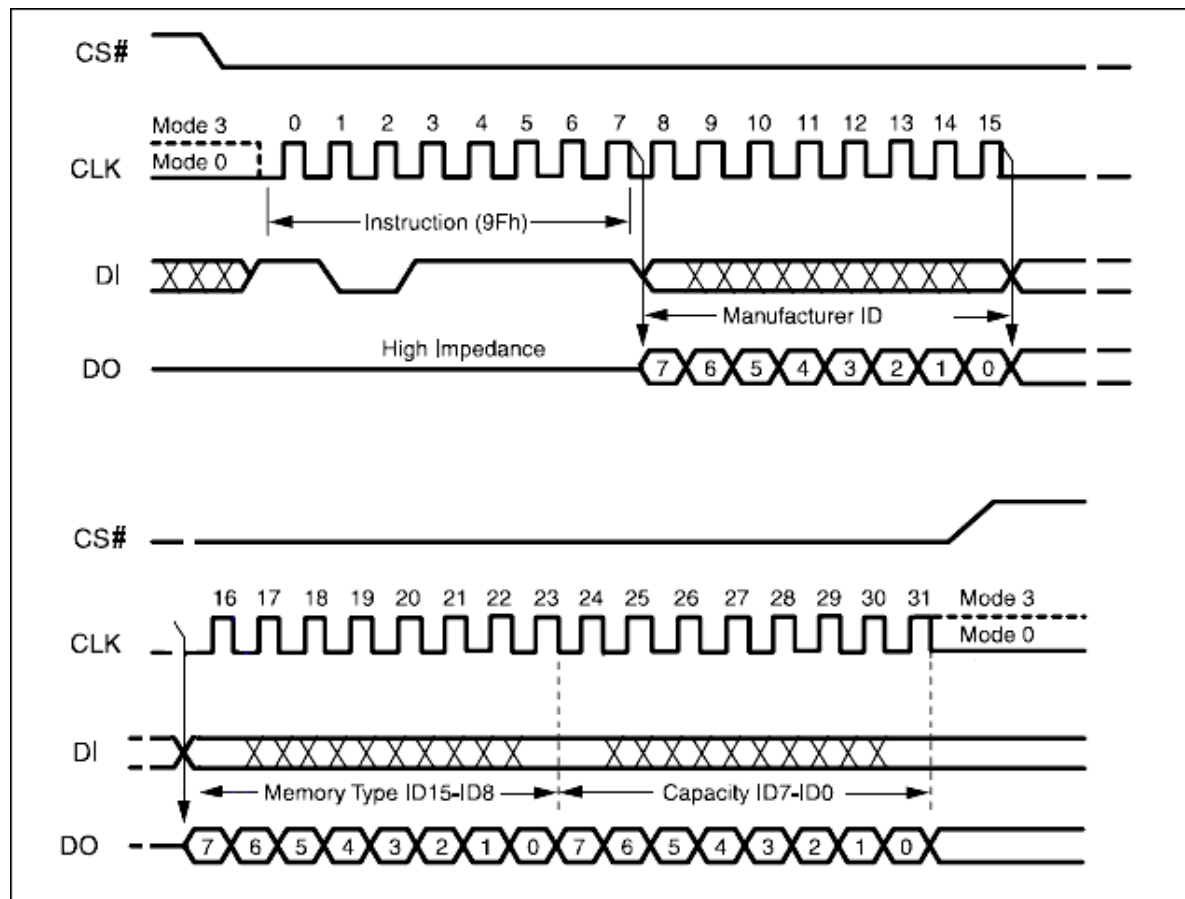 CS#
Mode 3 0 1 2 3 4 5 6 7 8 9 10 11 12 13 14 15
CLK Mode 0
Instruction (9Fh)
DI
Manufacturer ID
High Impedance
DO 7 6 5 4 3 2 1 0
CS#
16 17 18 19 20 21 22 23 24 25 26 27 28 29 30 31 Mode 3
CLK Mode 0
DI
Memory Type ID15-ID8 Capacity ID7-ID0
DO 7 6 5 4 3 2 1 0 7 6 5 4 3 2 1 0